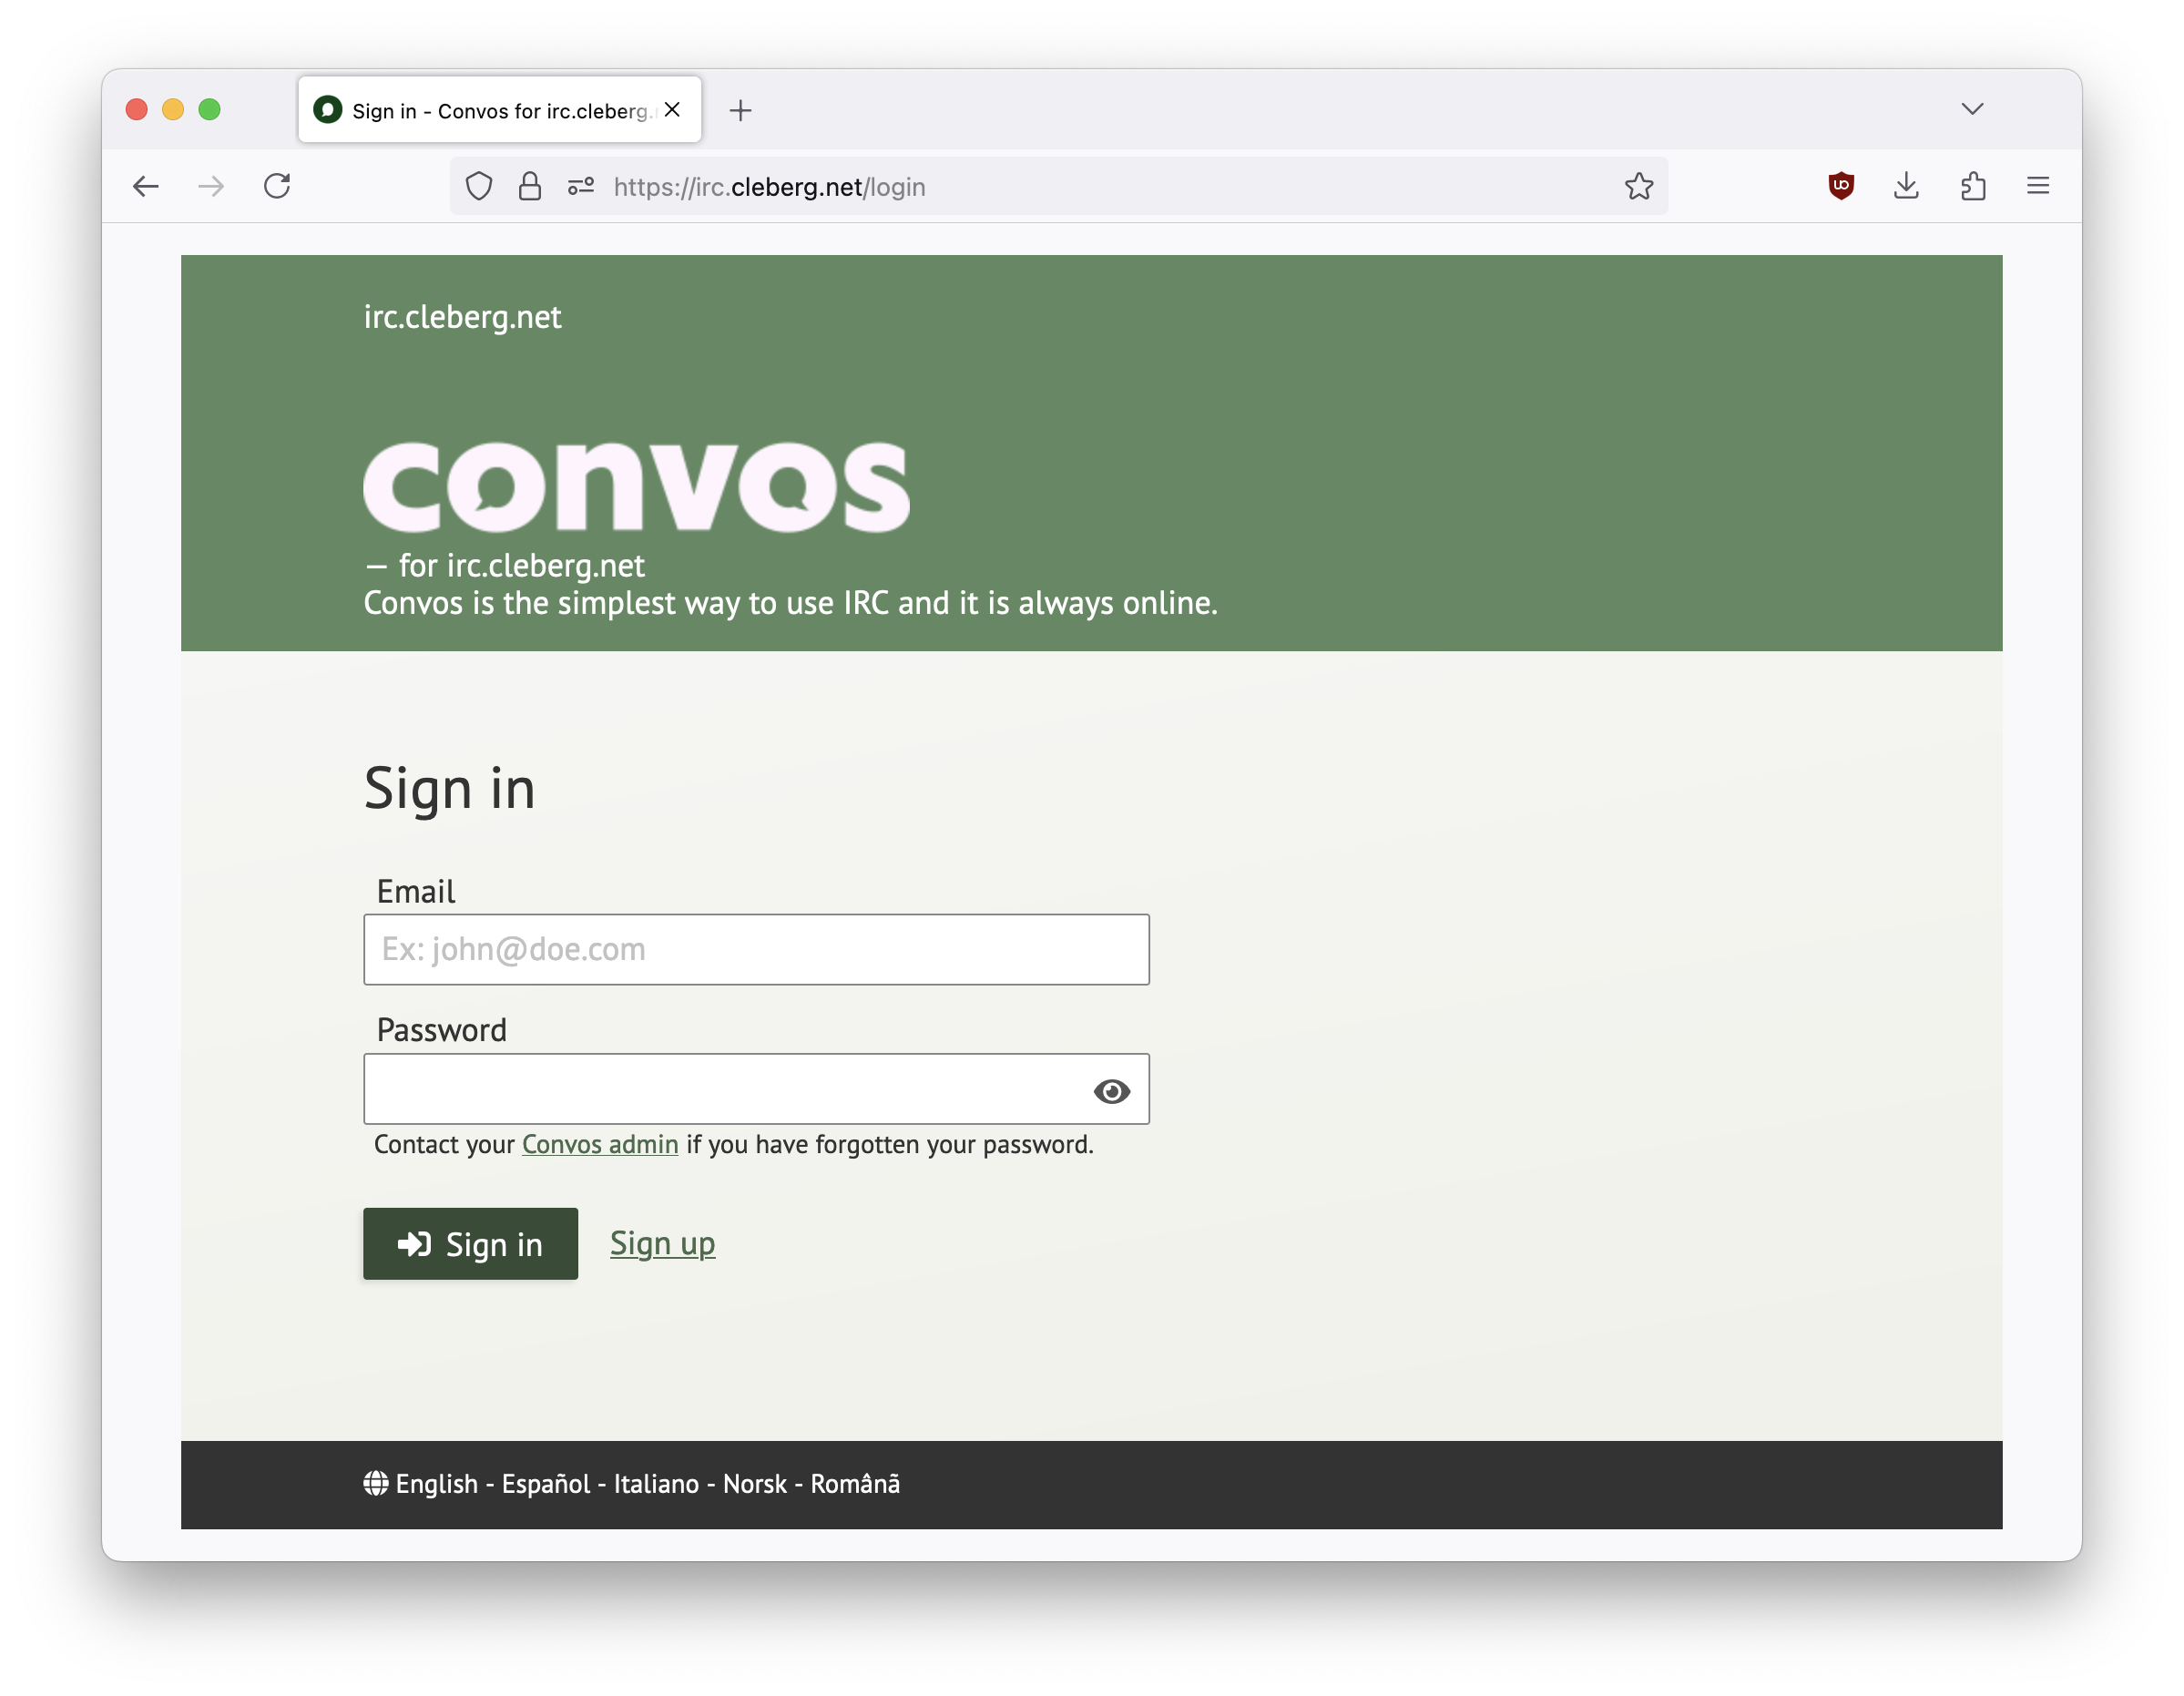 Sign in - Convos for irc.cleberg.
https://irc.cleberg.net/login
irc.cleberg.net
convos
— for irc.cleberg.net
Convos is the simplest way to use IRC and it is always online.
Sign in
Email
Ex: john@doe.com
Password
Contact your Convos admin if you have forgotten your password.
Sign in
Sign up
English - Español - Italiano - Norsk - Română